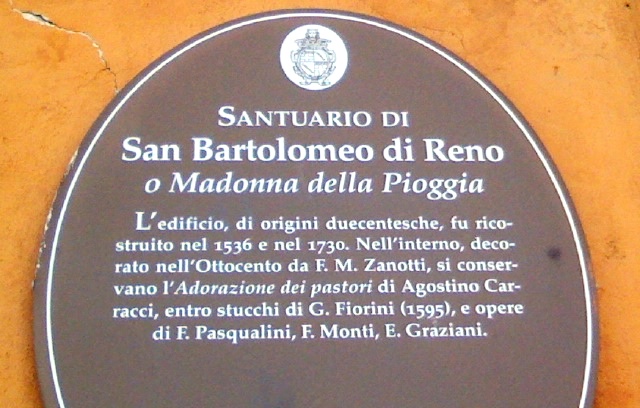 SANTUARIO DI
San Bartolomeo di Reno
o Madonna della Pioggia
L'edificio, di origini duecentesche, fu rico-
struito nel 1536 e nel 1730. Nell'interno, deco-
rato nell'Ottocento da F. M. Zanotti, si conser-
vano l'Adorazione dei pastori di Agostino Car-
racci, entro stucchi di G. Fiorini (1595), e opere
di F. Pasqualini, F. Monti, E. Graziani.